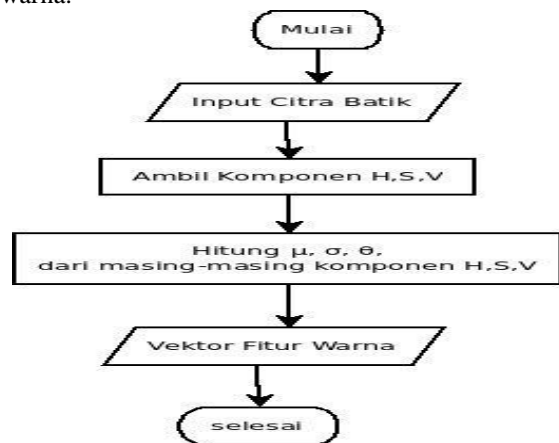 warna.
Mulai
Input Citra Batik
Ambil Komponen H,S,V
Hitung μ, σ, θ,
dari masing-masing komponen H,S,V
Vektor Fitur Warna
selesai